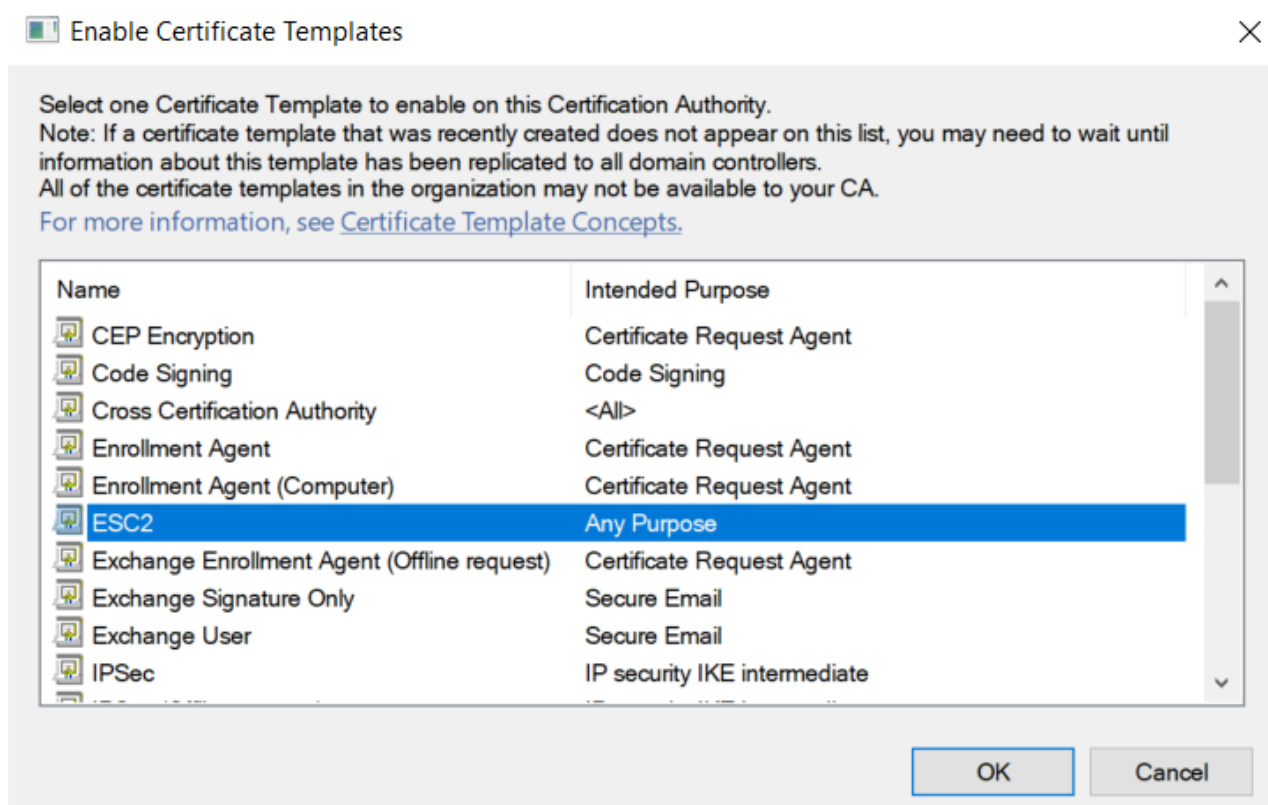 Enable Certificate Templates
Select one Certificate Template to enable on this Certification Authority.
Note: If a certificate template that was recently created does not appear on this list, you may need to wait until
information about this template has been replicated to all domain controllers.
All of the certificate templates in the organization may not be available to your CA.
For more information, see Certificate Template Concepts.
Name Intended Purpose
CEP Encryption Certificate Request Agent
Code Signing Code Signing
Cross Certification Authority <All>
Enrollment Agent Certificate Request Agent
Enrollment Agent (Computer) Certificate Request Agent
ESC2 Any Purpose
Exchange Enrollment Agent (Offline request) Certificate Request Agent
Exchange Signature Only Secure Email
Exchange User Secure Email
IPSec IP security IKE intermediate
OK Cancel